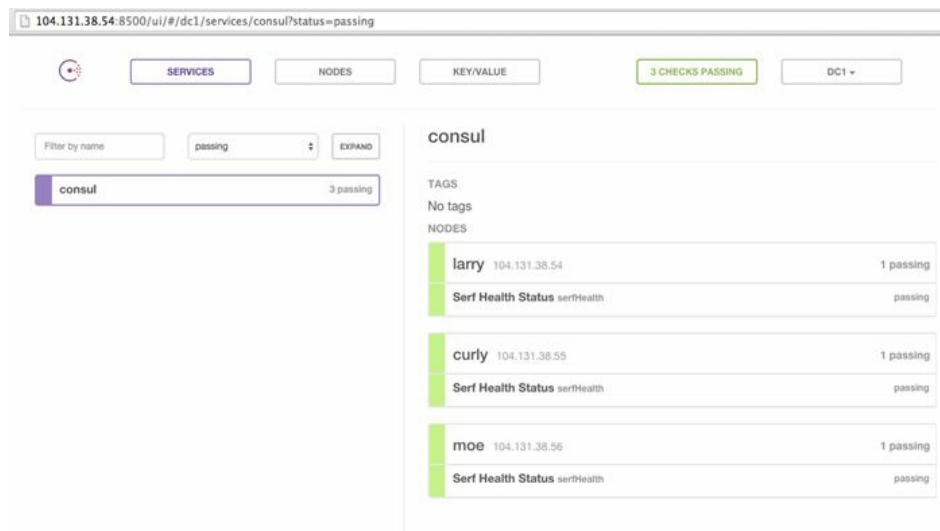 104.131.38.54:8500/ui/#/dc1/services/consul?status=passing
SERVICES NODES KEY/VALUE 3 CHECKS PASSING DC1
Filter by name passing EXPAND
consul 3 passing
consul
TAGS
No tags
NODES
larry 104.131.38.54 1 passing
Serf Health Status serfHealth passing
curly 104.131.38.55 1 passing
Serf Health Status serfHealth passing
moe 104.131.38.56 1 passing
Serf Health Status serfHealth passing